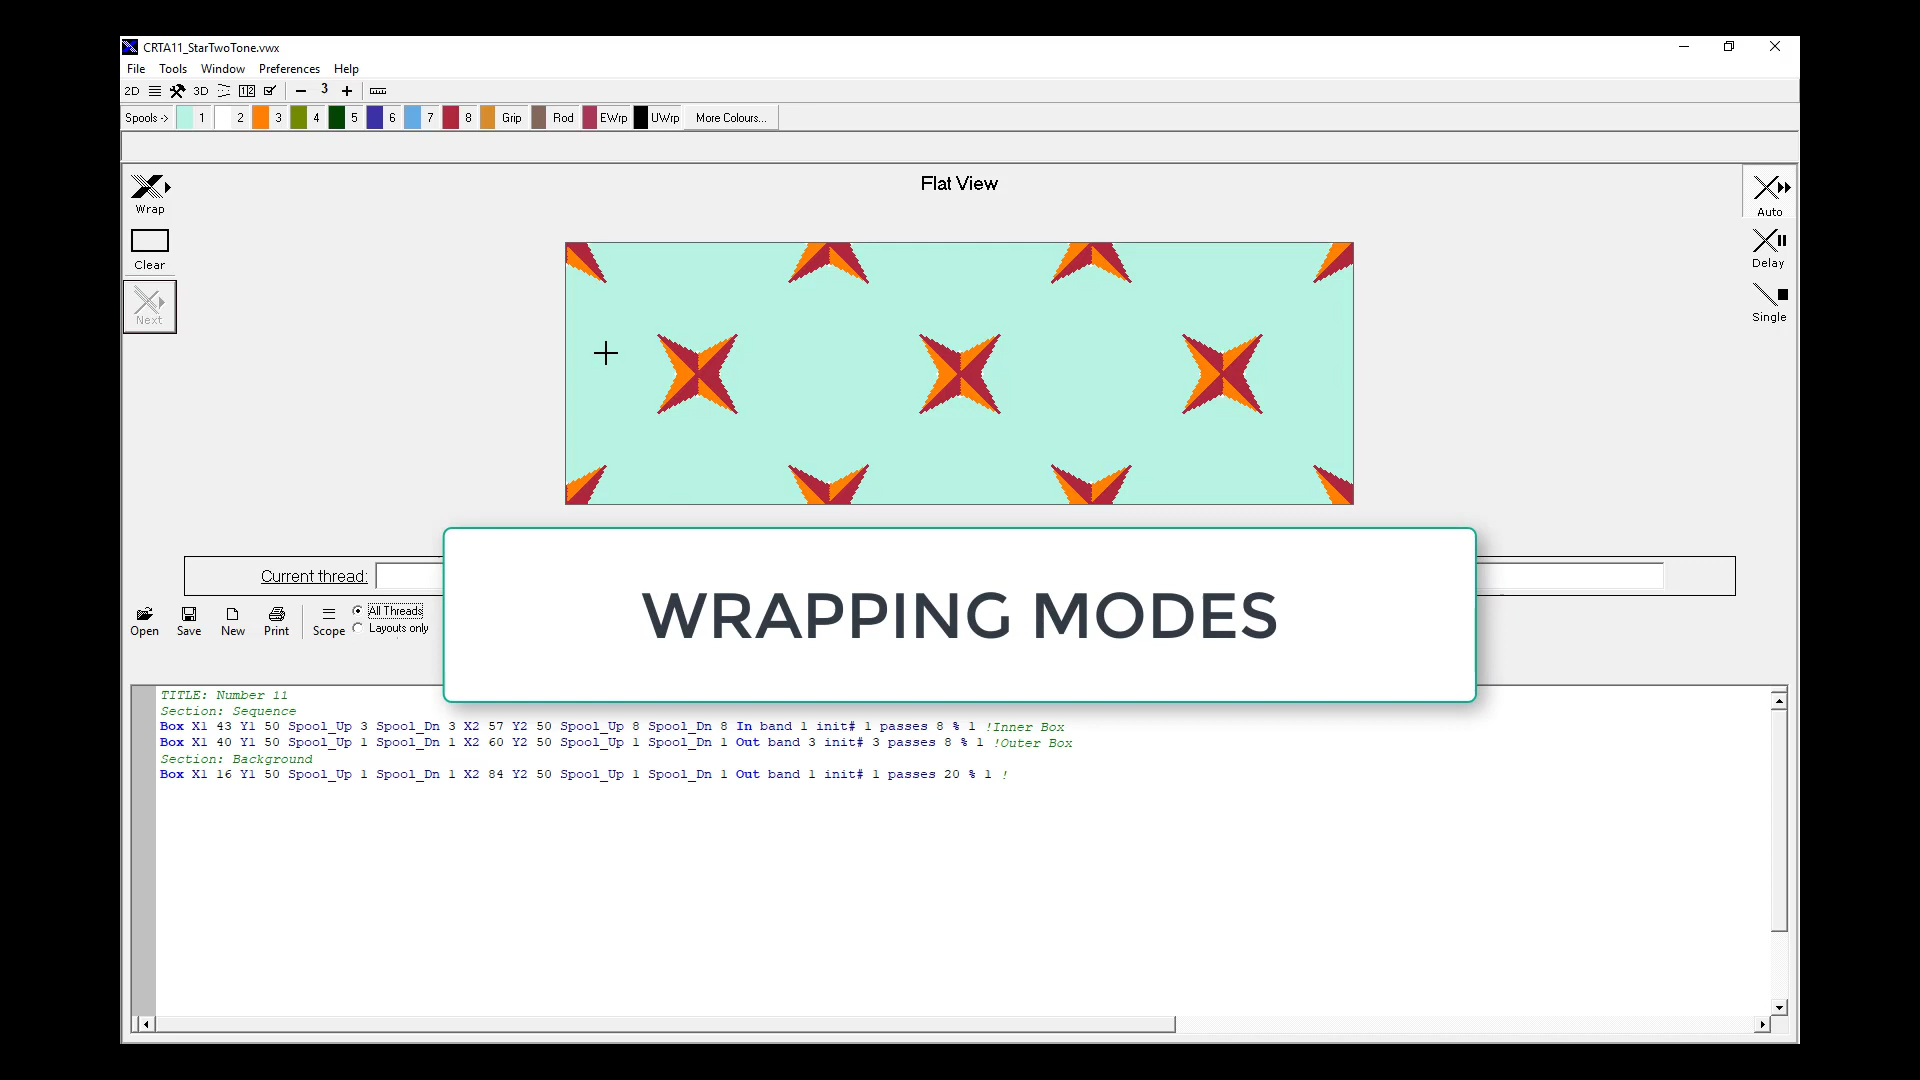 CRTA11_StarTwoTone.vwx
File Tools Window Preferences Help
2D 3D 1 2 3
Spools -> 1 2 3 4 5 6 7 8 Grip Rod EWrp UWrp More Colours...
Flat View
Wrap
Clear
Next
Auto
Delay
Single
Current thread:
Open Save New Print Scope All Threads
Layouts only
WRAPPING MODES
TITLE: Number 11
Section: Sequence
Box X1 43 Y1 50 Spool_Up 3 Spool_Dn 3 X2 57 Y2 50 Spool_Up 8 Spool_Dn 8 In band 1 init# 1 passes 8 % 1 !Inner Box
Box X1 40 Y1 50 Spool_Up 1 Spool_Dn 1 X2 60 Y2 50 Spool_Up 1 Spool_Dn 1 Out band 3 init# 3 passes 8 % 1 !Outer Box
Section: Background
Box X1 16 Y1 50 Spool_Up 1 Spool_Dn 1 X2 84 Y2 50 Spool_Up 1 Spool_Dn 1 Out band 1 init# 1 passes 20 % 1 !